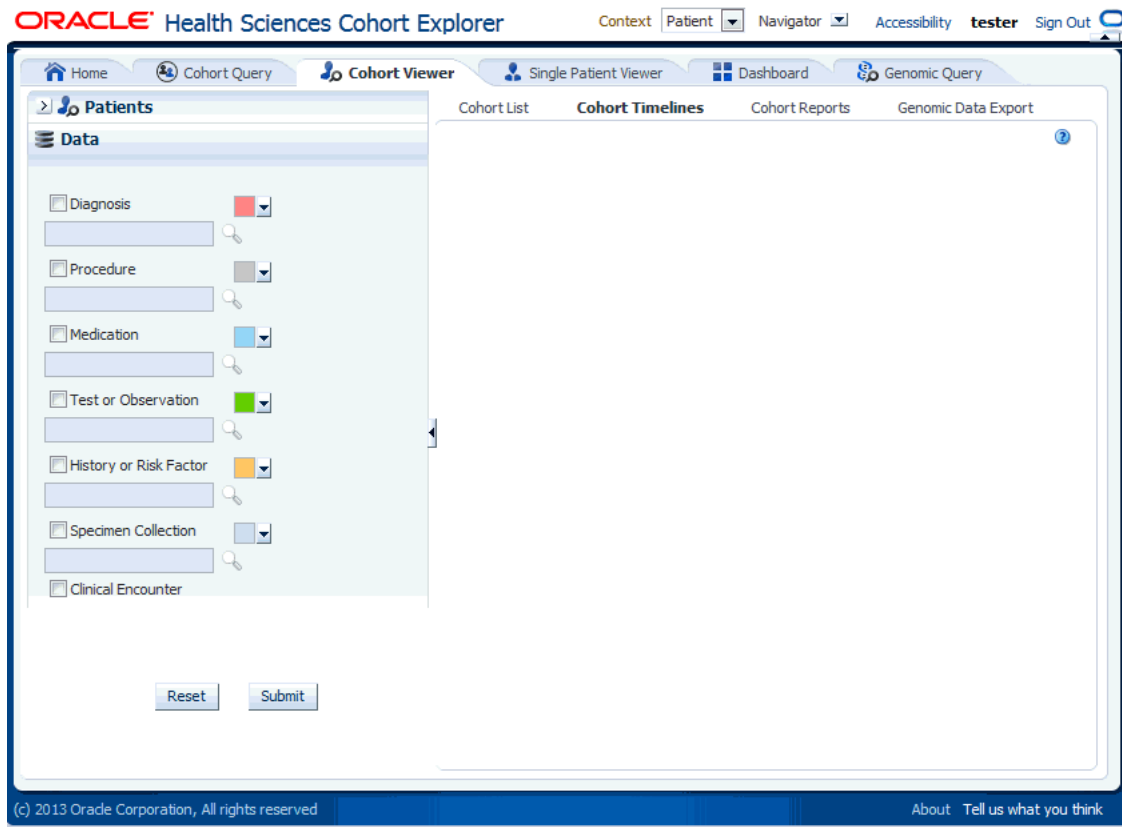 ORACLE Health Sciences Cohort Explorer Context Patient Navigator Accessibility tester Sign Out
Home Cohort Query Cohort Viewer Single Patient Viewer Dashboard Genomic Query
Patients
Cohort List Cohort Timelines Cohort Reports Genomic Data Export
Data
Diagnosis
Procedure
Medication
Test or Observation
History or Risk Factor
Specimen Collection
Clinical Encounter
Reset Submit
(c) 2013 Oracle Corporation, All rights reserved About Tell us what you think